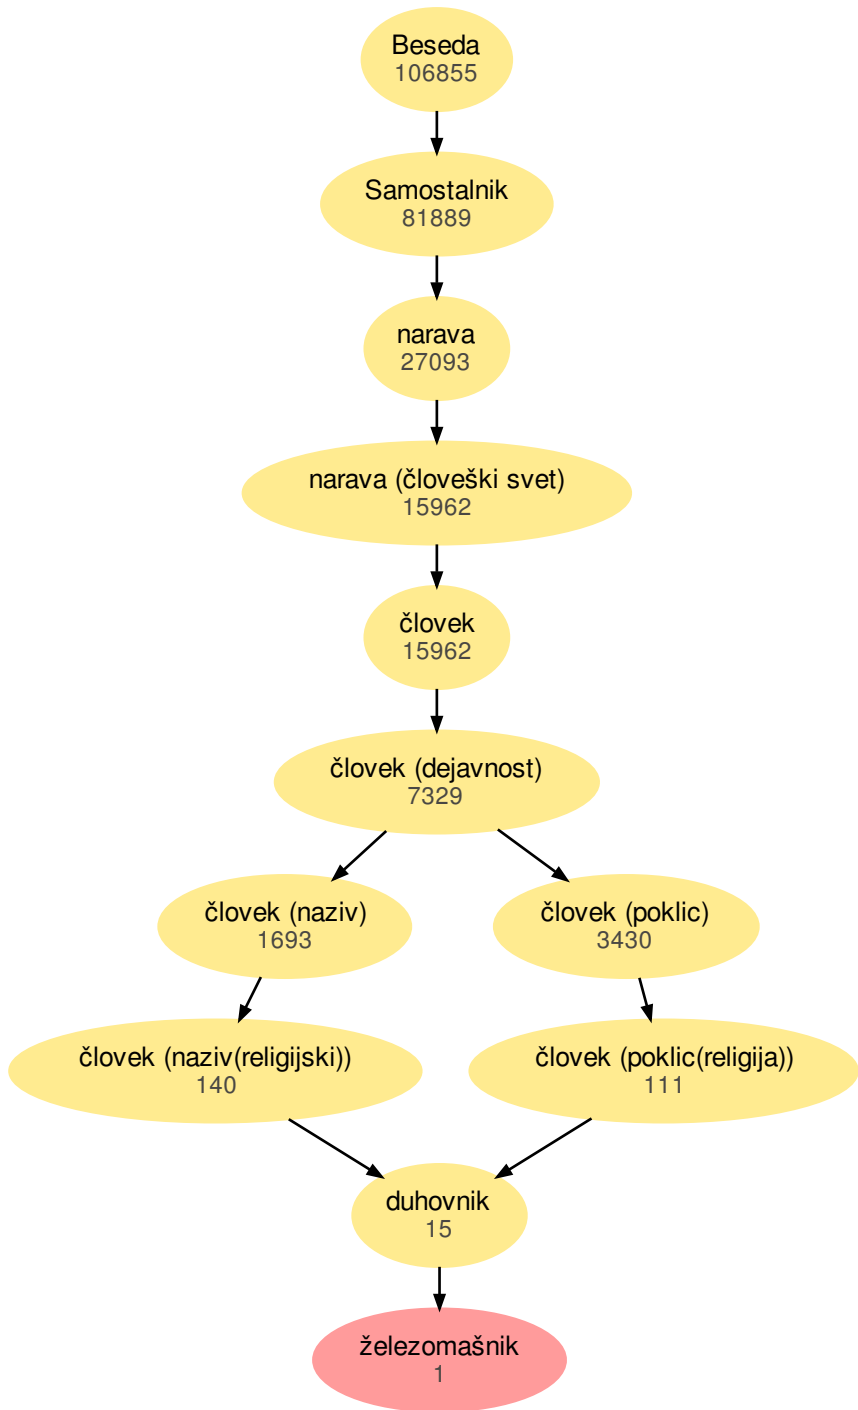 Beseda
106855
Samostalnik
81889
narava
27093
narava (človeški svet)
15962
človek
15962
človek (dejavnost)
7329
človek (naziv)
1693
človek (poklic)
3430
človek (naziv(religijski))
140
človek (poklic(religija))
111
duhovnik
15
železomašnik
1